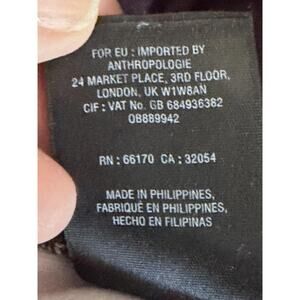 FOR EU : IMPORTED BY
ANTHROPOLOGIE
24 MARKET PLACE, 3RD FLOOR,
LONDON, UK W1W8AN
CIF : VAT No. GB 684936382
OB889942
RN : 66170 CA : 32054
MADE IN PHILIPPINES,
FABRIQUÉ EN PHILIPPINES,
HECHO EN FILIPINAS